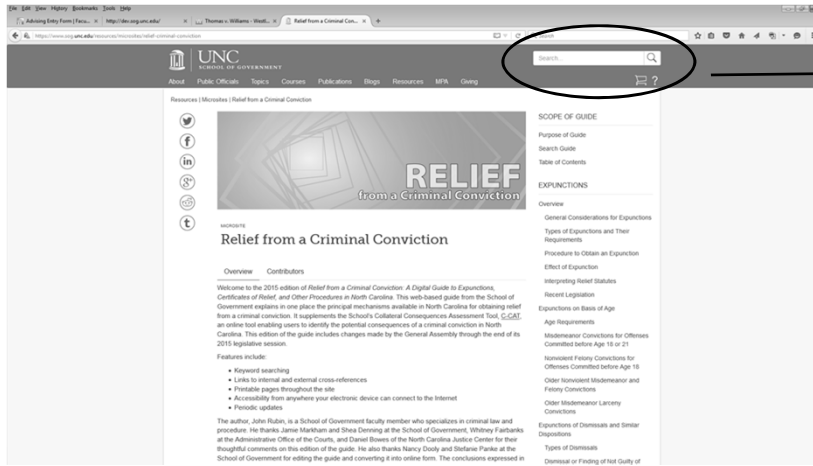 File Edit View History Bookmarks Tools Help
Advising Entry Form | Facu... × http://dev.sog.unc.edu/ × Thomas v. Williams - Westl... × Relief from a Criminal Con... × +
https://www.sog.unc.edu/resources/microsites/relief-criminal-conviction Search
UNC
SCHOOL OF GOVERNMENT
Search...
About Public Officials Topics Courses Publications Blogs Resources MPA Giving ?
Resources | Microsites | Relief from a Criminal Conviction
RELIEF
from a Criminal Conviction
MICROSITE
Relief from a Criminal Conviction
Overview Contributors
Welcome to the 2015 edition of Relief from a Criminal Conviction: A Digital Guide to Expunctions,
Certificates of Relief, and Other Procedures in North Carolina. This web-based guide from the School of
Government explains in one place the principal mechanisms available in North Carolina for obtaining relief
from a criminal conviction. It supplements the School's Collateral Consequences Assessment Tool, C-CAT,
an online tool enabling users to identify the potential consequences of a criminal conviction in North
Carolina. This edition of the guide includes changes made by the General Assembly through the end of its
2015 legislative session.
Features include:
• Keyword searching
• Links to internal and external cross-references
• Printable pages throughout the site
• Accessibility from anywhere your electronic device can connect to the Internet
• Periodic updates
The author, John Rubin, is a School of Government faculty member who specializes in criminal law and
procedure. He thanks Jamie Markham and Shea Denning at the School of Government, Whitney Fairbanks
at the Administrative Office of the Courts, and Daniel Bowes of the North Carolina Justice Center for their
thoughtful comments on this edition of the guide. He also thanks Nancy Dooly and Stefanie Panke at the
School of Government for editing the guide and converting it into online form. The conclusions expressed in
SCOPE OF GUIDE
Purpose of Guide
Search Guide
Table of Contents
EXPUNCTIONS
Overview
General Considerations for Expunctions
Types of Expunctions and Their
Requirements
Procedure to Obtain an Expunction
Effect of Expunction
Interpreting Relief Statutes
Recent Legislation
Expunctions on Basis of Age
Age Requirements
Misdemeanor Convictions for Offenses
Committed before Age 18 or 21
Nonviolent Felony Convictions for
Offenses Committed before Age 18
Older Nonviolent Misdemeanor and
Felony Convictions
Older Misdemeanor Larceny
Convictions
Expunctions of Dismissals and Similar
Dispositions
Types of Dismissals
Dismissal or Finding of Not Guilty of